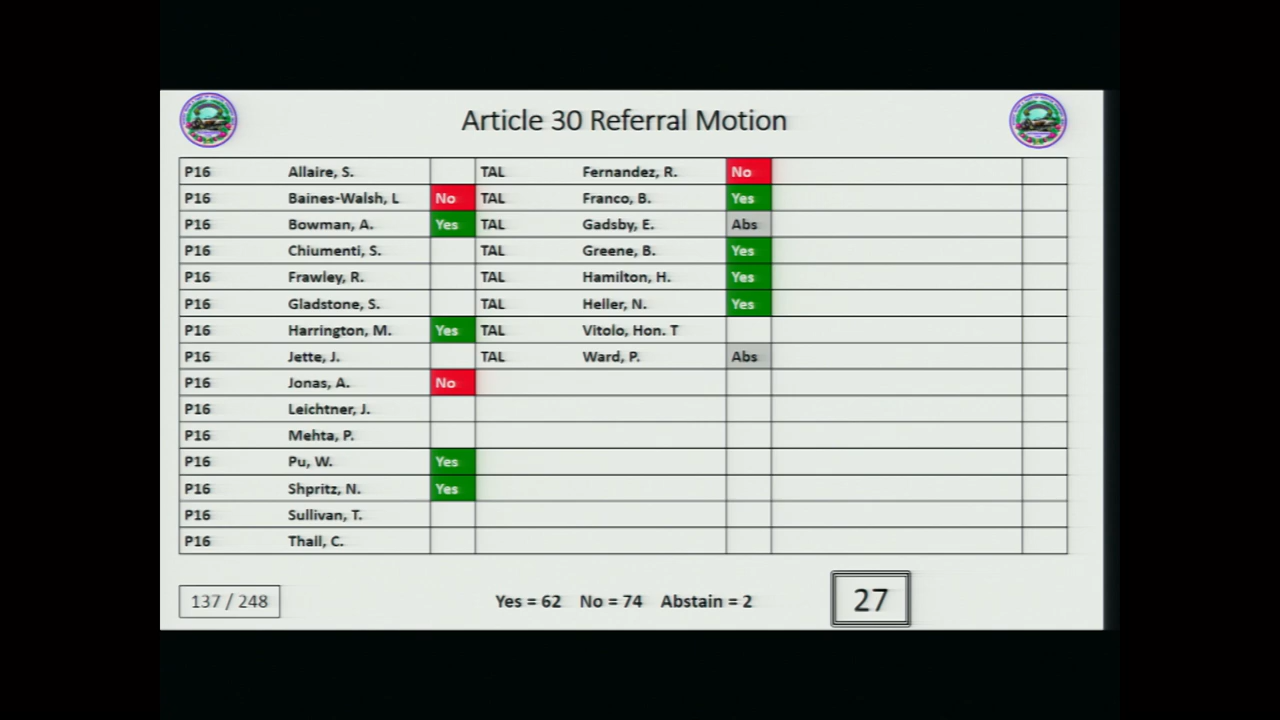 Article 30 Referral Motion
P16 Allaire, S. TAL Fernandez, R. No
P16 Baines-Walsh, L No TAL Franco, B. Yes
P16 Bowman, A. Yes TAL Gadsby, E. Abs
P16 Chiumenti, S. TAL Greene, B. Yes
P16 Frawley, R. TAL Hamilton, H. Yes
P16 Gladstone, S. TAL Heller, N. Yes
P16 Harrington, M. Yes TAL Vitolo, Hon. T
P16 Jette, J. TAL Ward, P. Abs
P16 Jonas, A. No
P16 Leichtner, J.
P16 Mehta, P.
P16 Pu, W. Yes
P16 Shpritz, N. Yes
P16 Sullivan, T.
P16 Thall, C.
137 / 248 Yes = 62 No = 74 Abstain = 2 27